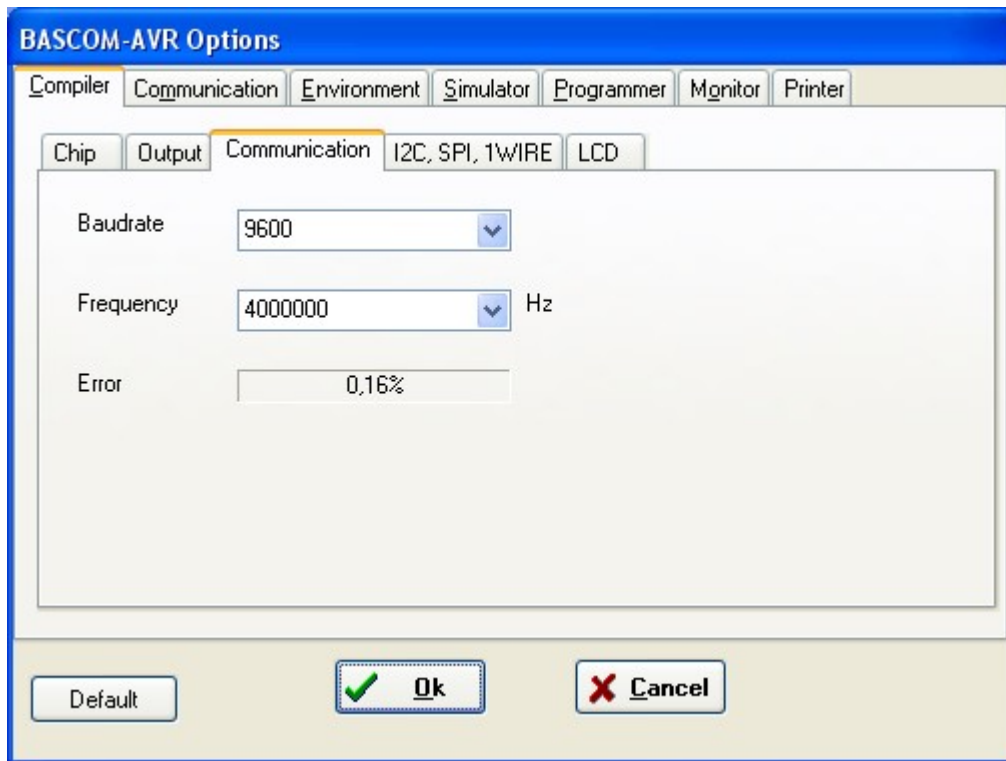 BASCOM-AVR Options
Compiler Communication Environment Simulator Programmer Monitor Printer
Chip Output Communication I2C, SPI, 1WIRE LCD
Baudrate 9600
Frequency 4000000 Hz
Error 0,16%
Default Ok Cancel